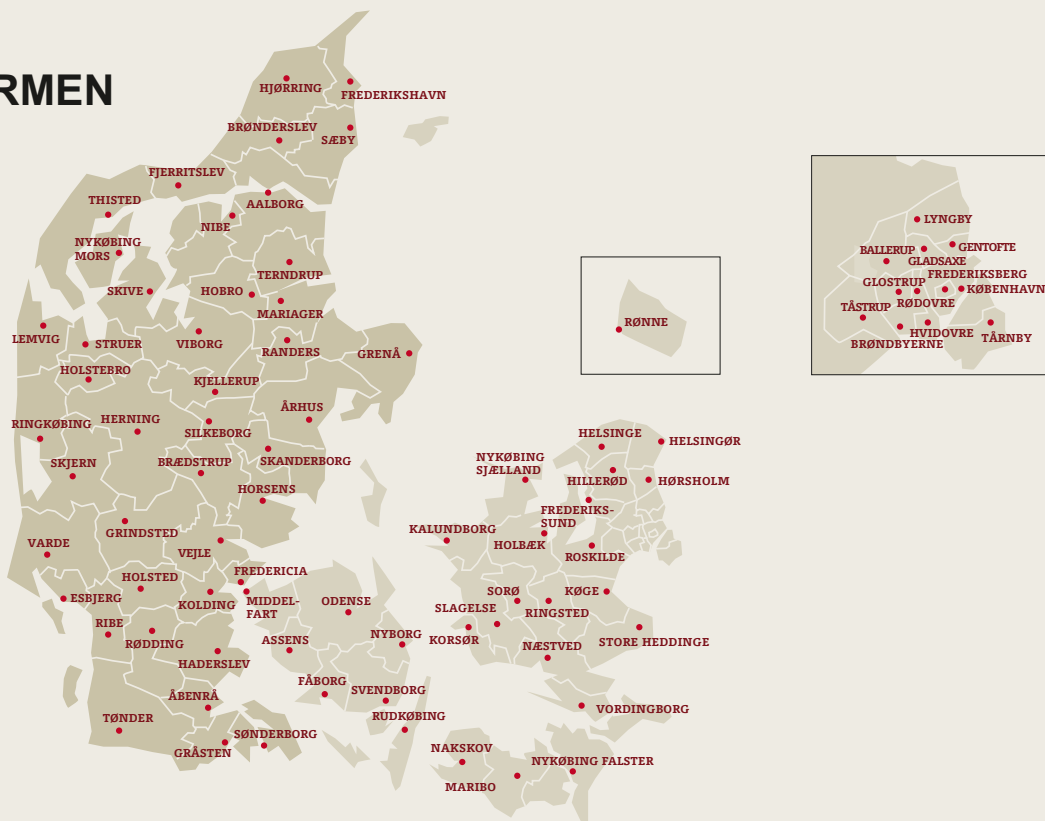 RMEN
HJØRRING
FREDERIKSHAVN
BRØNDERSLEV
SÆBY
FJERRITSLEV
THISTED
AALBORG
NIBE
NYKØBING
MORS
TERNDRUP
SKIVE
HOBRO
MARIAGER
LEMVIG
STRUER
VIBORG
RANDERS
GRENÅ
HOLSTEBRO
KJELLERUP
ÅRHUS
RINGKØBING
HERNING
SILKEBORG
SKJERN
BRÆDSTRUP
SKANDERBORG
HORSENS
GRINDSTED
VARDE
VEJLE
HOLSTED
FREDERICIA
ESBJERG
KOLDING
MIDDEL-
FART
ODENSE
RIBE
RØDDING
ASSENS
NYBORG
HADERSLEV
FÅBORG
SVENDBORG
ÅBENRÅ
RUDKØBING
TØNDER
SØNDERBORG
GRÅSTEN
LYNGBY
BALLERUP
GENTOFTE
GLADSAXE
FREDERIKSBERG
GLOSTRUP
KØBENHAVN
TÅSTRUP
RØDOVRE
HVIDOVRE
TÅRNBY
BRØNDBYERNE
RØNNE
HELSINGE
HELSINGØR
NYKØBING
SJÆLLAND
HILLERØD
HØRSHOLM
FREDERIKS-
SUND
KALUNDBORG
HOLBÆK
ROSKILDE
SORØ
KØGE
SLAGELSE
RINGSTED
KORSØR
NÆSTVED
STORE HEDDINGE
VORDINGBORG
NAKSKOV
NYKØBING FALSTER
MARIBO